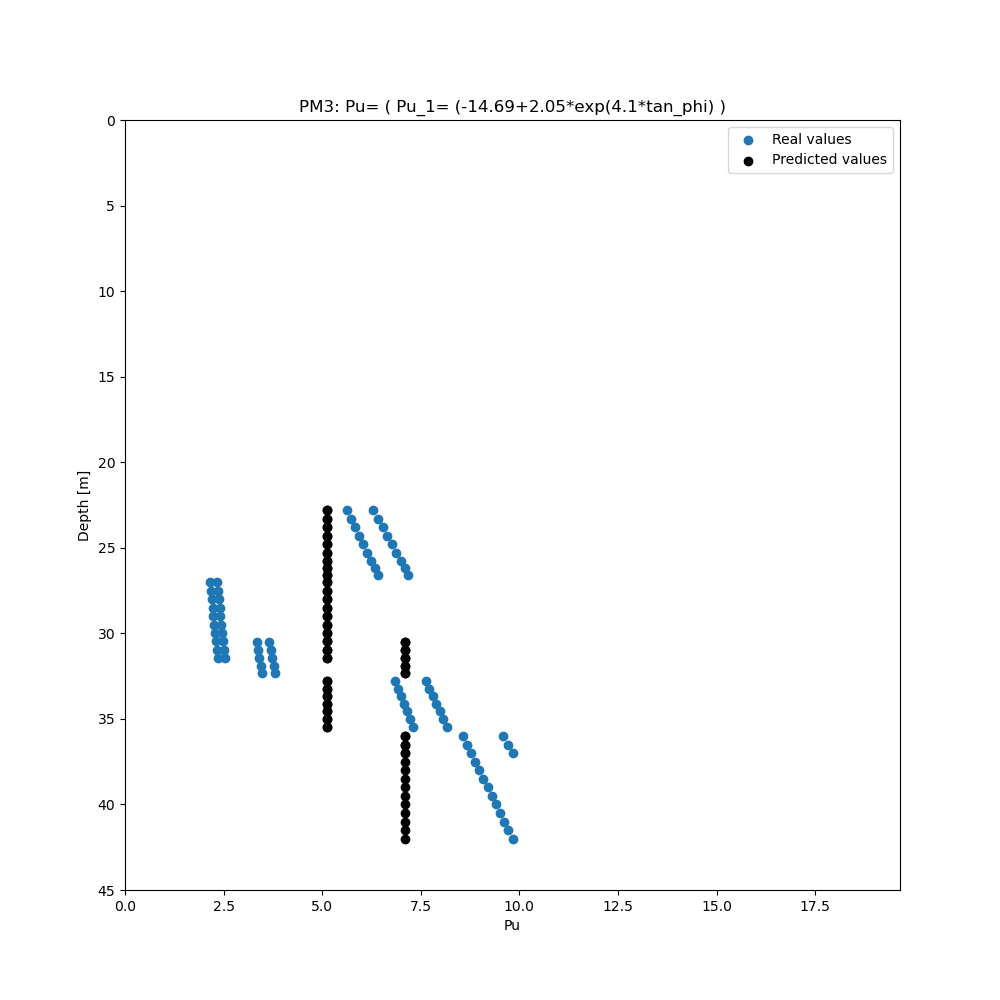 PM3: Pu= ( Pu_1= (-14.69+2.05*exp(4.1*tan_phi) )
Real values
Predicted values
0
5
10
15
20
25
30
35
40
45
Depth [m]
0.0 2.5 5.0 7.5 10.0 12.5 15.0 17.5
Pu